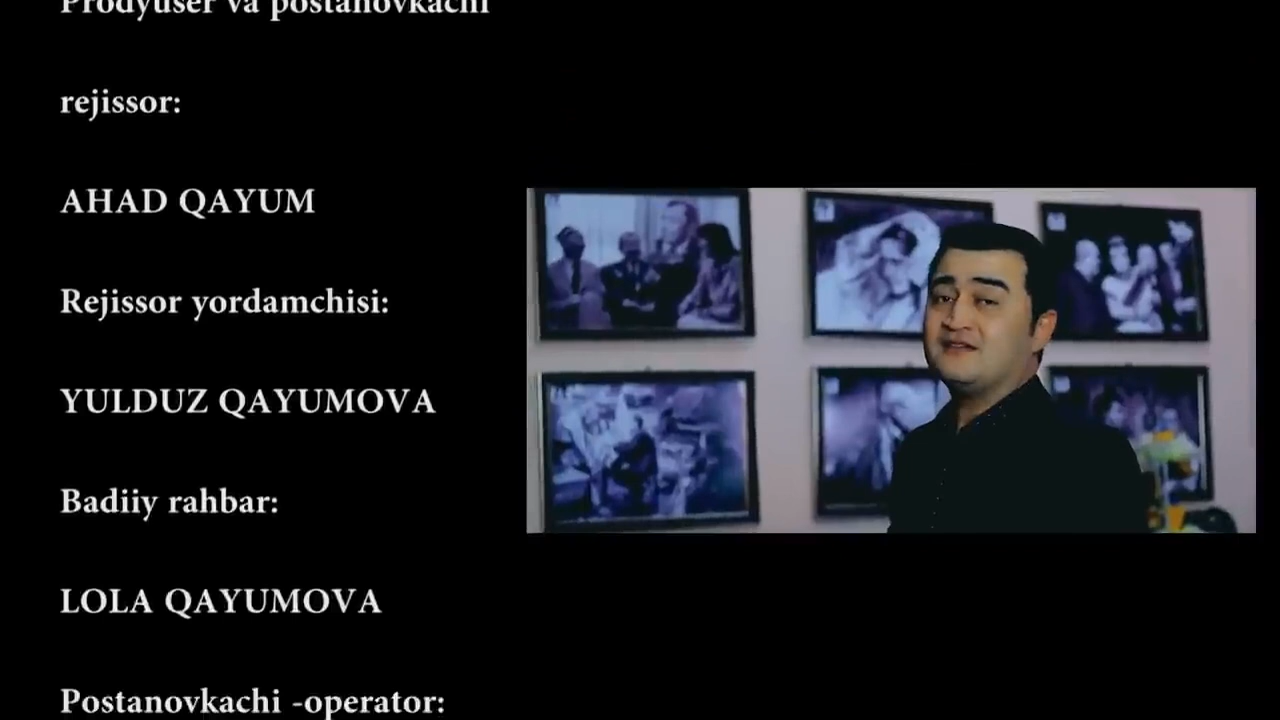 Prodyuser va postanovkachi
rejissor:
AHAD QAYUM
Rejissor yordamchisi:
YULDUZ QAYUMOVA
Badiiy rahbar:
LOLA QAYUMOVA
Postanovkachi -operator: